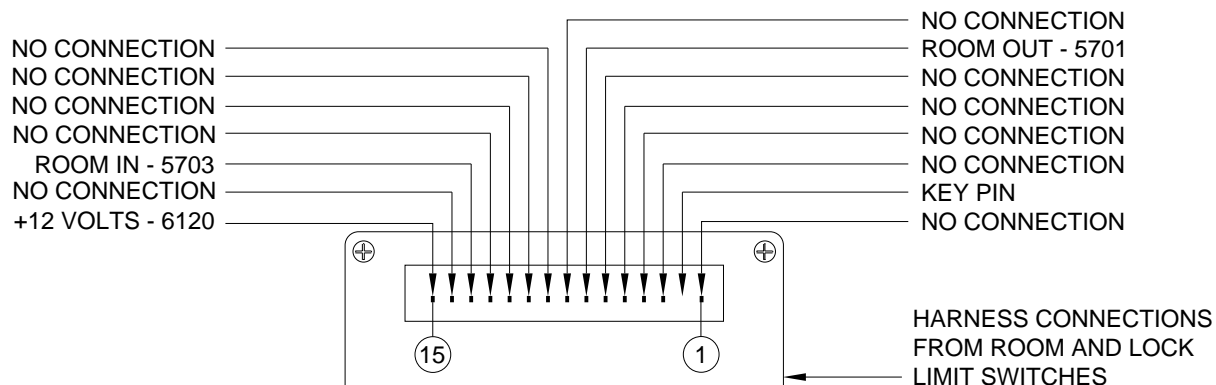 NO CONNECTION
NO CONNECTION
NO CONNECTION
NO CONNECTION
ROOM IN - 5703
NO CONNECTION
+12 VOLTS - 6120
NO CONNECTION
ROOM OUT - 5701
NO CONNECTION
NO CONNECTION
NO CONNECTION
NO CONNECTION
KEY PIN
NO CONNECTION
15
1
HARNESS CONNECTIONS
FROM ROOM AND LOCK
LIMIT SWITCHES